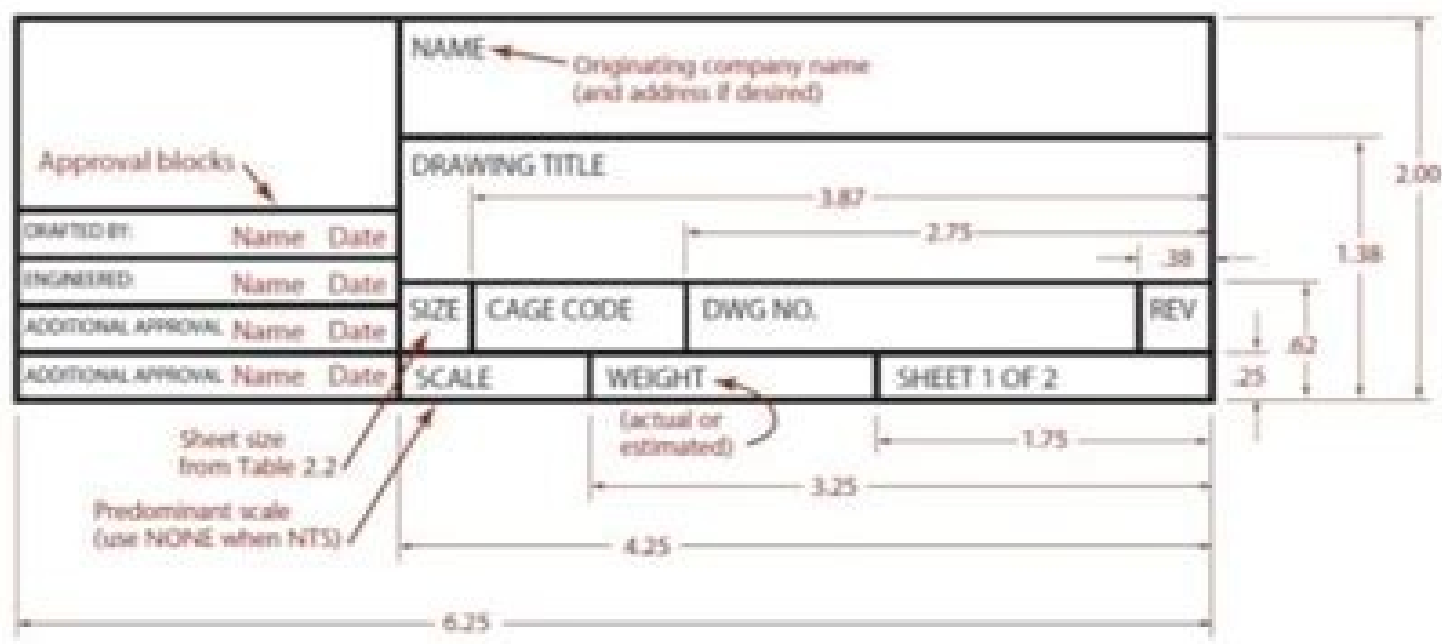 NAME
Originating company name
(and address if desired)
Approval blocks
DRAWING TITLE
2.00
3.87
2.75
.38
1.38
DRAFTED BY: Name Date
ENGINEERED Name Date
ADDITIONAL APPROVAL Name Date
ADDITIONAL APPROVAL Name Date
SIZE CAGE CODE DWG NO. REV
.62
.25
SCALE WEIGHT SHEET 1 OF 2
(actual or
estimated)
Sheet size
from Table 2.2
1.75
3.25
Predominant scale
(use NONE when NTS)
4.25
6.25